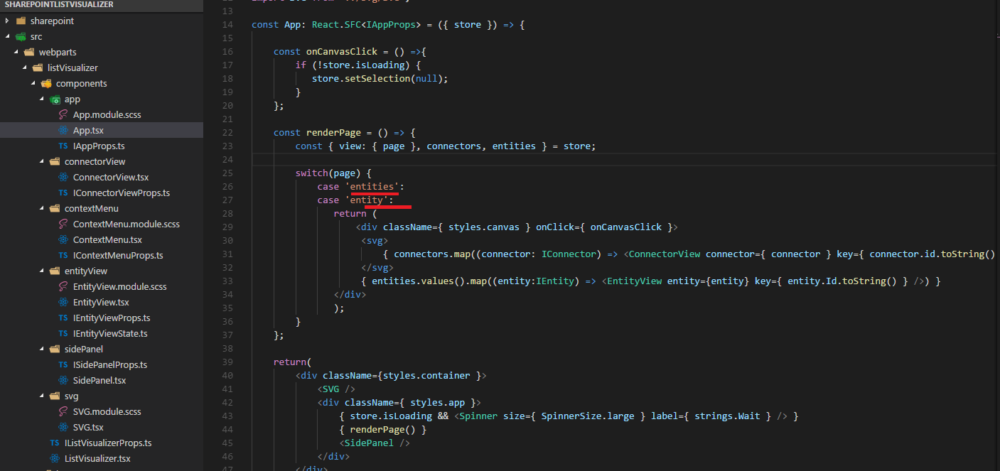 SHAREPOINTLISTVISUALIZER
sharepoint
src
webparts
listVisualizer
components
app
App.module.scss
App.tsx
TS IAppProps.ts
connectorView
ConnectorView.tsx
TS IConnectorViewProps.ts
contextMenu
ContextMenu.module.scss
ContextMenu.tsx
TS IContextMenuProps.ts
entityView
EntityView.module.scss
EntityView.tsx
TS IEntityViewProps.ts
TS IEntityViewState.ts
sidePanel
TS ISidePanelProps.ts
SidePanel.tsx
svg
SVG.module.scss
SVG.tsx
TS IListVisualizerProps.ts
ListVisualizer.tsx
13
14 const App: React.SFC<IAppProps> = ({ store }) => {
15
16 const onCanvasClick = () =>{
17 if (!store.isLoading) {
18 store.setSelection(null);
19 }
20 };
21
22 const renderPage = () => {
23 const { view: { page }, connectors, entities } = store;
24
25 switch(page) {
26 case 'entities':
27 case 'entity':
28 return (
29 <div className={ styles.canvas } onClick={ onCanvasClick }>
30 <svg>
31 { connectors.map((connector: IConnector) => <ConnectorView connector={ connector } key={ connector.id.toString()
32 </svg>
33 { entities.values().map((entity:IEntity) => <EntityView entity={entity} key={ entity.Id.toString() } />) }
34 </div>
35 );
36 }
37 };
38
39 return(
40 <div className={styles.container }>
41 <SVG />
42 <div className={ styles.app }>
43 { store.isLoading && <Spinner size={ SpinnerSize.large } label={ strings.Wait } /> }
44 { renderPage() }
45 <SidePanel />
46 </div>
47 </div>